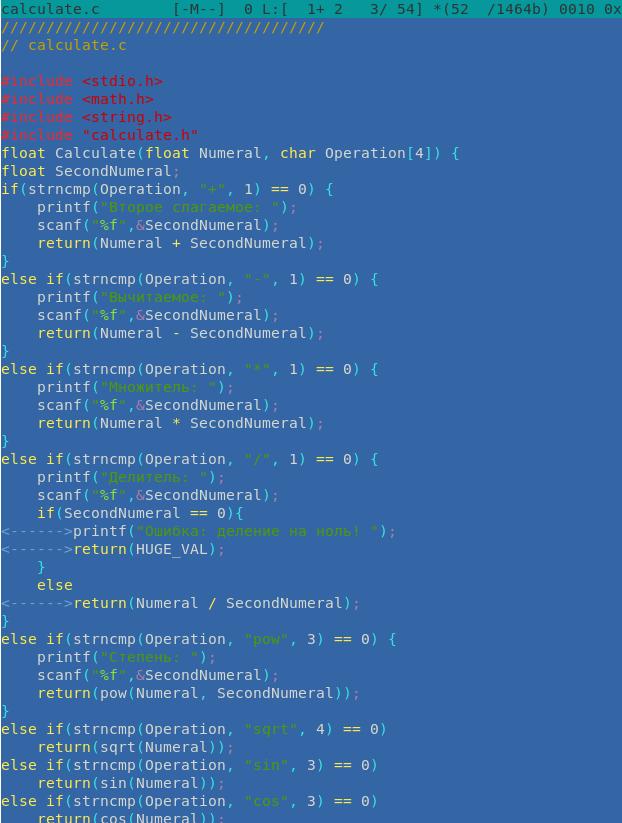 calculate.c        [-M--]  0 L:[  1+ 2   3/ 54] *(52  /1464b) 0010 0x
////////////////////////////////////
// calculate.c

#include <stdio.h>
#include <math.h>
#include <string.h>
#include "calculate.h"
float Calculate(float Numeral, char Operation[4]) {
float SecondNumeral;
if(strncmp(Operation, "+", 1) == 0) {
    printf("Второе слагаемое: ");
    scanf("%f",&SecondNumeral);
    return(Numeral + SecondNumeral);
}
else if(strncmp(Operation, "-", 1) == 0) {
    printf("Вычитаемое: ");
    scanf("%f",&SecondNumeral);
    return(Numeral - SecondNumeral);
}
else if(strncmp(Operation, "*", 1) == 0) {
    printf("Множитель: ");
    scanf("%f",&SecondNumeral);
    return(Numeral * SecondNumeral);
}
else if(strncmp(Operation, "/", 1) == 0) {
    printf("Делитель: ");
    scanf("%f",&SecondNumeral);
    if(SecondNumeral == 0){
<------>printf("Ошибка: деление на ноль! ");
<------>return(HUGE_VAL);
    }
    else
<------>return(Numeral / SecondNumeral);
}
else if(strncmp(Operation, "pow", 3) == 0) {
    printf("Степень: ");
    scanf("%f",&SecondNumeral);
    return(pow(Numeral, SecondNumeral));
}
else if(strncmp(Operation, "sqrt", 4) == 0)
    return(sqrt(Numeral));
else if(strncmp(Operation, "sin", 3) == 0)
    return(sin(Numeral));
else if(strncmp(Operation, "cos", 3) == 0)
    return(cos(Numeral));